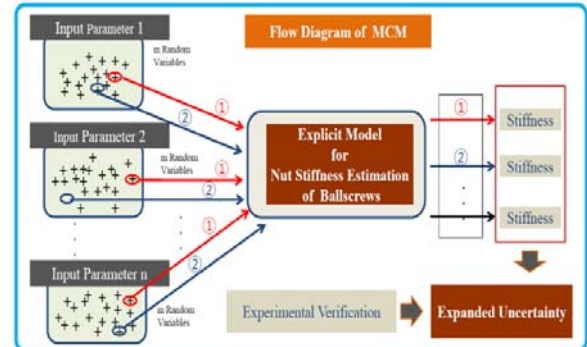 Input Parameter 1
Flow Diagram of MCM
m Random
Variables
①
②
Input Parameter 2
m Random
Variables
①
②
Explicit Model
for
Nut Stiffness Estimation
of Ballscrews
①
Stiffness
②
Stiffness
Stiffness
Input Parameter n
①
②
m Random
Variables
Experimental Verification
Expanded Uncertainty